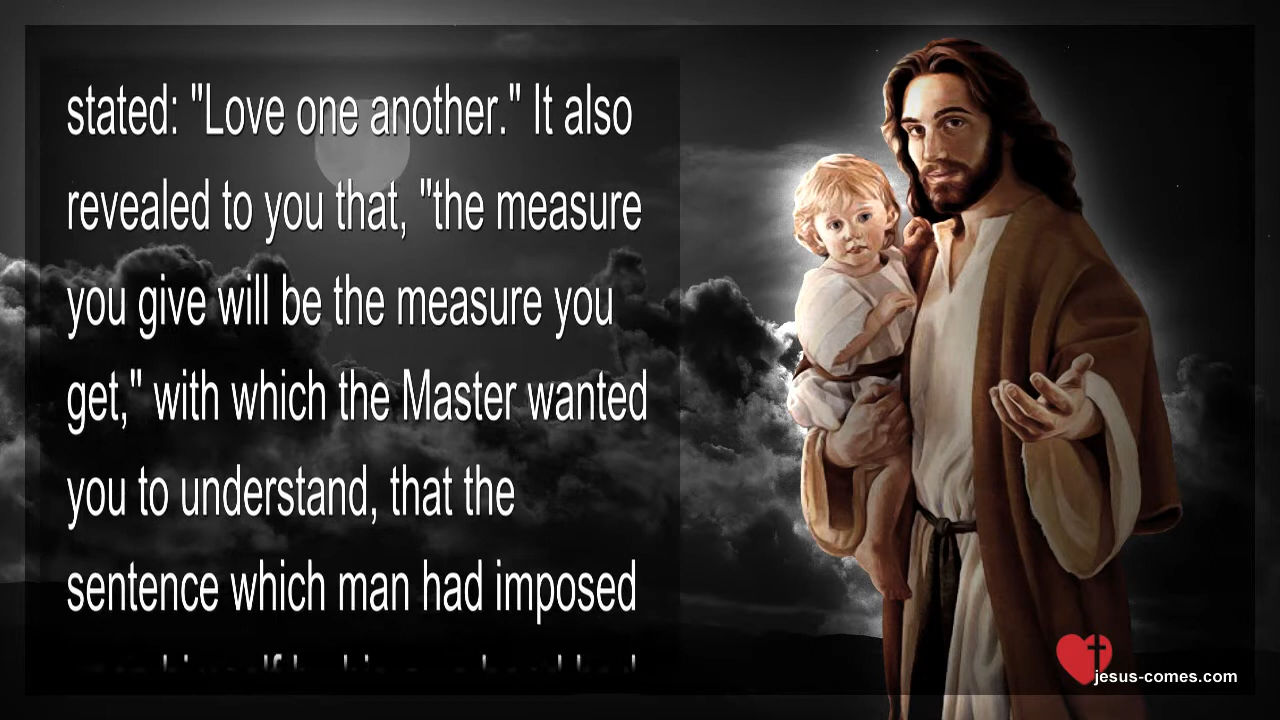 stated: "Love one another." It also
revealed to you that, "the measure
you give will be the measure you
get," with which the Master wanted
you to understand, that the
sentence which man had imposed
jesus-comes.com